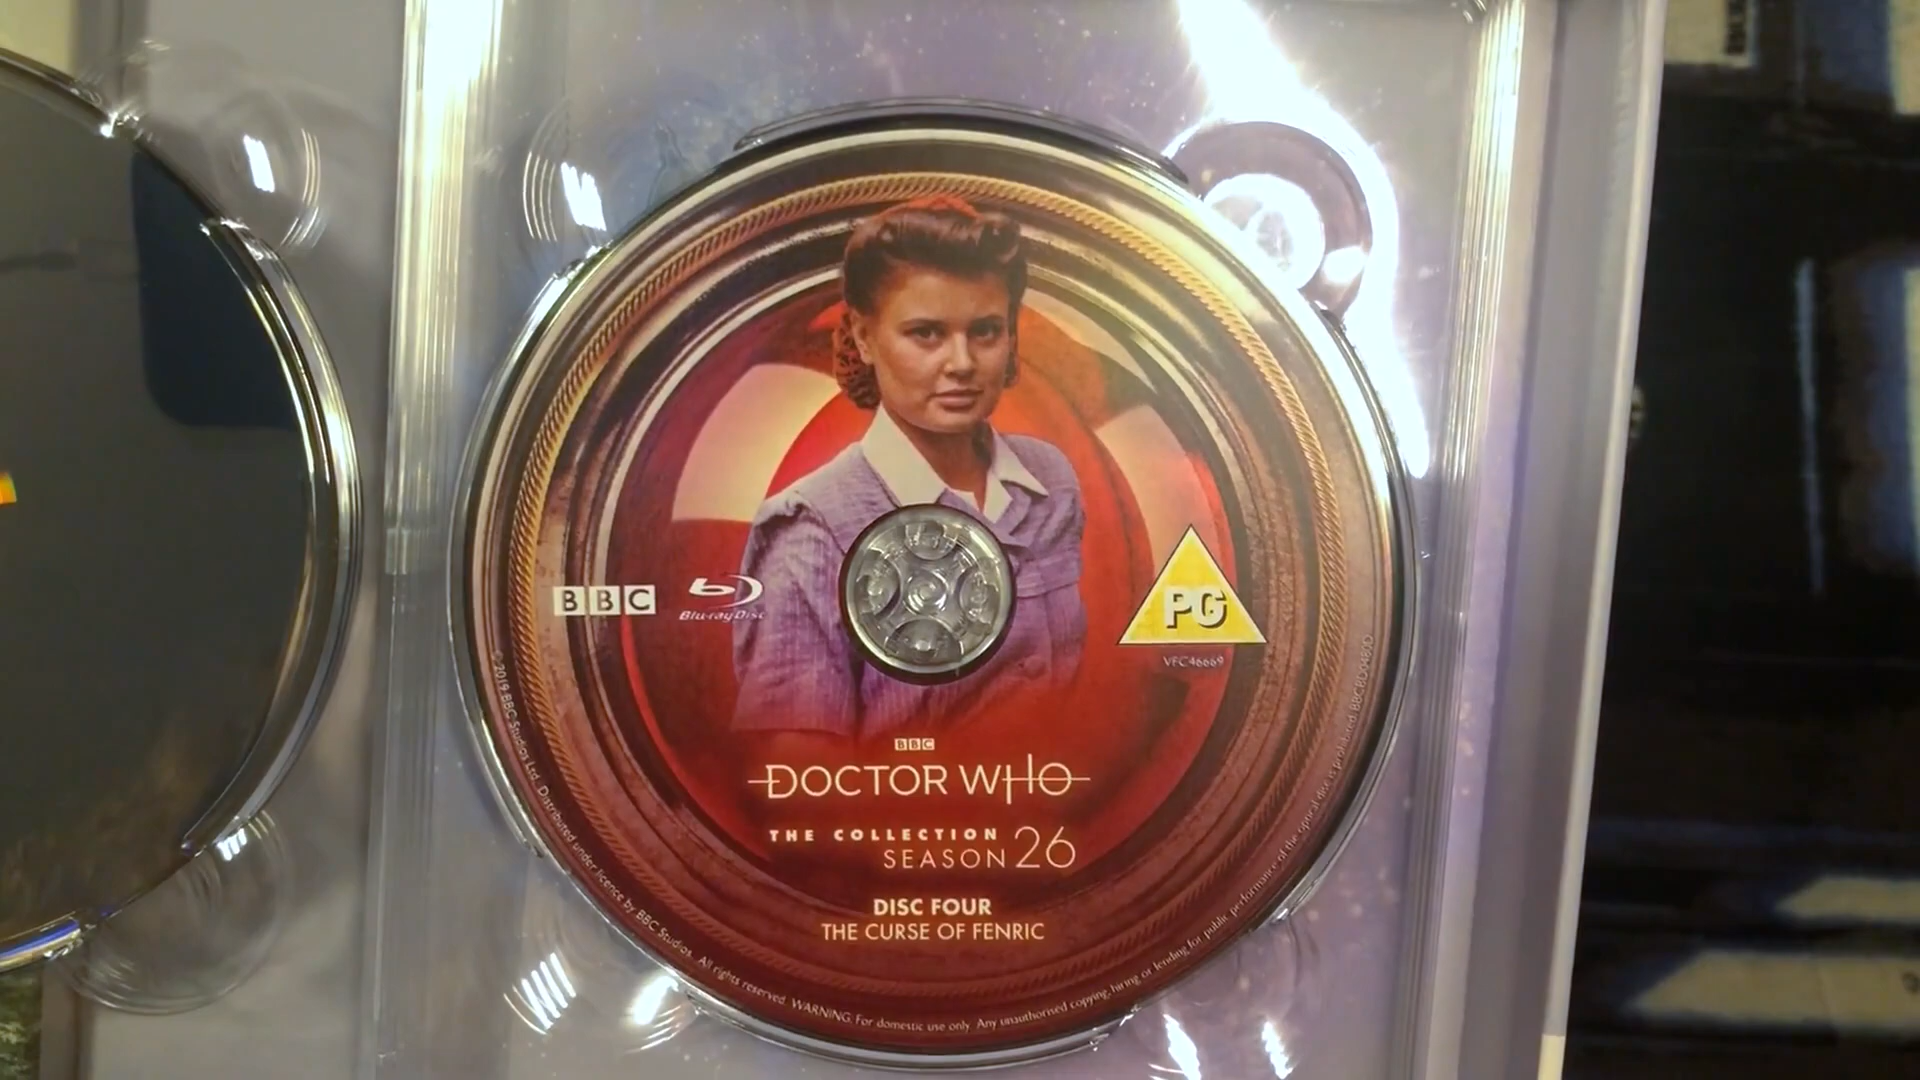 BBC
Blu-ray Disc
PG
VFC46669
BBC
DOCTOR WHO
THE COLLECTION
SEASON 26
DISC FOUR
THE CURSE OF FENRIC
© 2019 BBC Studios Ltd. Distributed under licence by BBC Studios. All rights reserved. WARNING. For domestic use only. Any unauthorised copying, hiring or lending for public performance of the optical disc is prohibited.